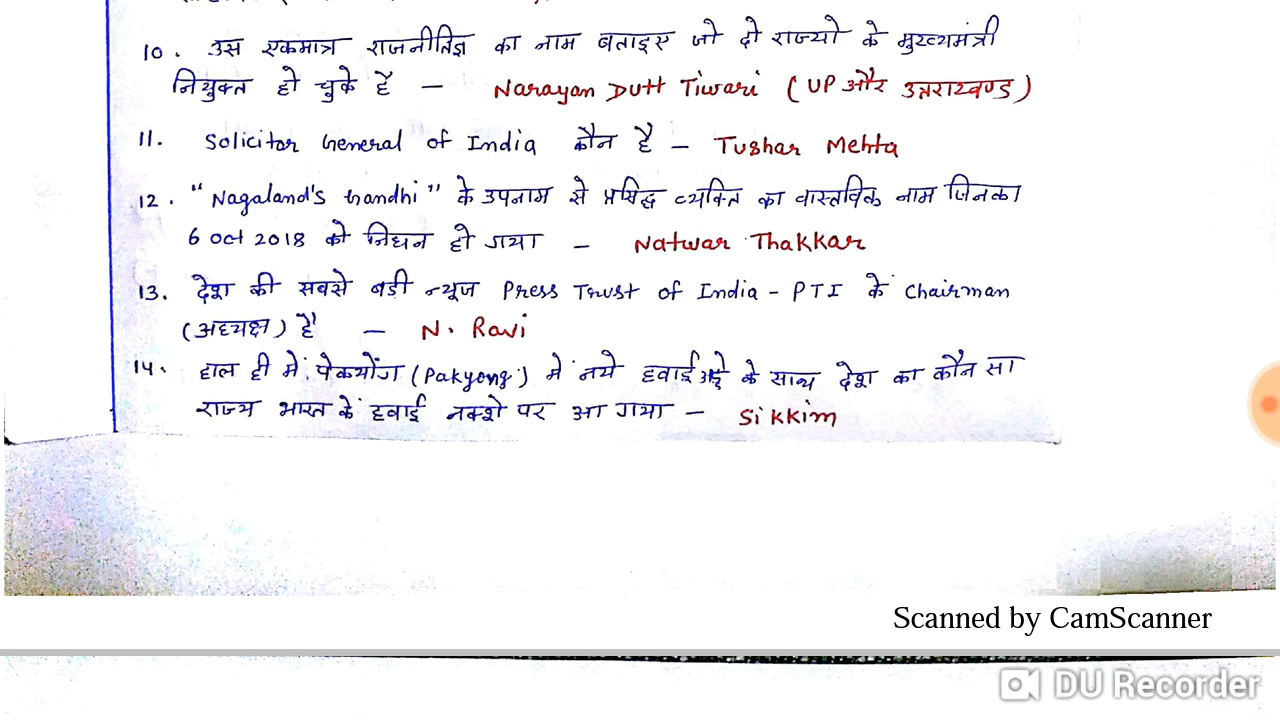 10. उस एकमात्र राजनीतिज्ञ का नाम बताइए जो दो राज्यो के मुख्यमंत्री
नियुक्त हो चुके हैं — Narayan Dutt Tiwari (UP और उत्तराखण्ड)
11. Solicitor General of India कौन है — Tushar Mehta
12. "Nagaland's Gandhi" के उपनाम से प्रसिद्ध व्यक्ति का वास्तविक नाम जिनका
6 oct 2018 को निधन हो गया — Natwar Thakkar
13. देश की सबसे बडी न्यूज Press Trust of India - PTI के Chairman
(अध्यक्ष) हैं — N. Ravi
14. हाल ही में पेकयोंग (Pakyong) में नये हवाई अड्डे के साथ देश का कौन सा
राज्य भारत के हवाई नक्शे पर आ गया — Sikkim
Scanned by CamScanner
DU Recorder